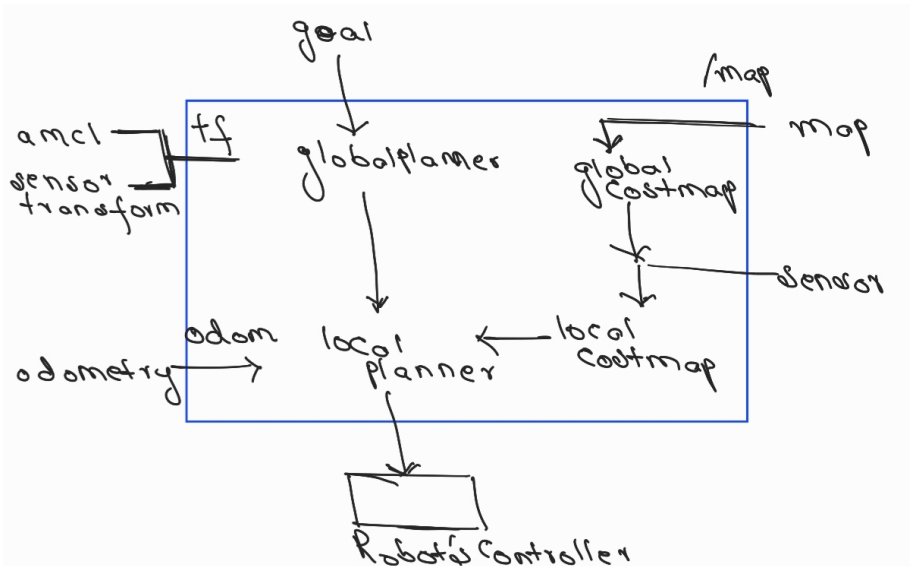 goal
/map
amcl
tf
map
globalplanner
global
costmap
sensor
transform
sensor
odom
local
planner
local
costmap
odometry
Robot's Controller